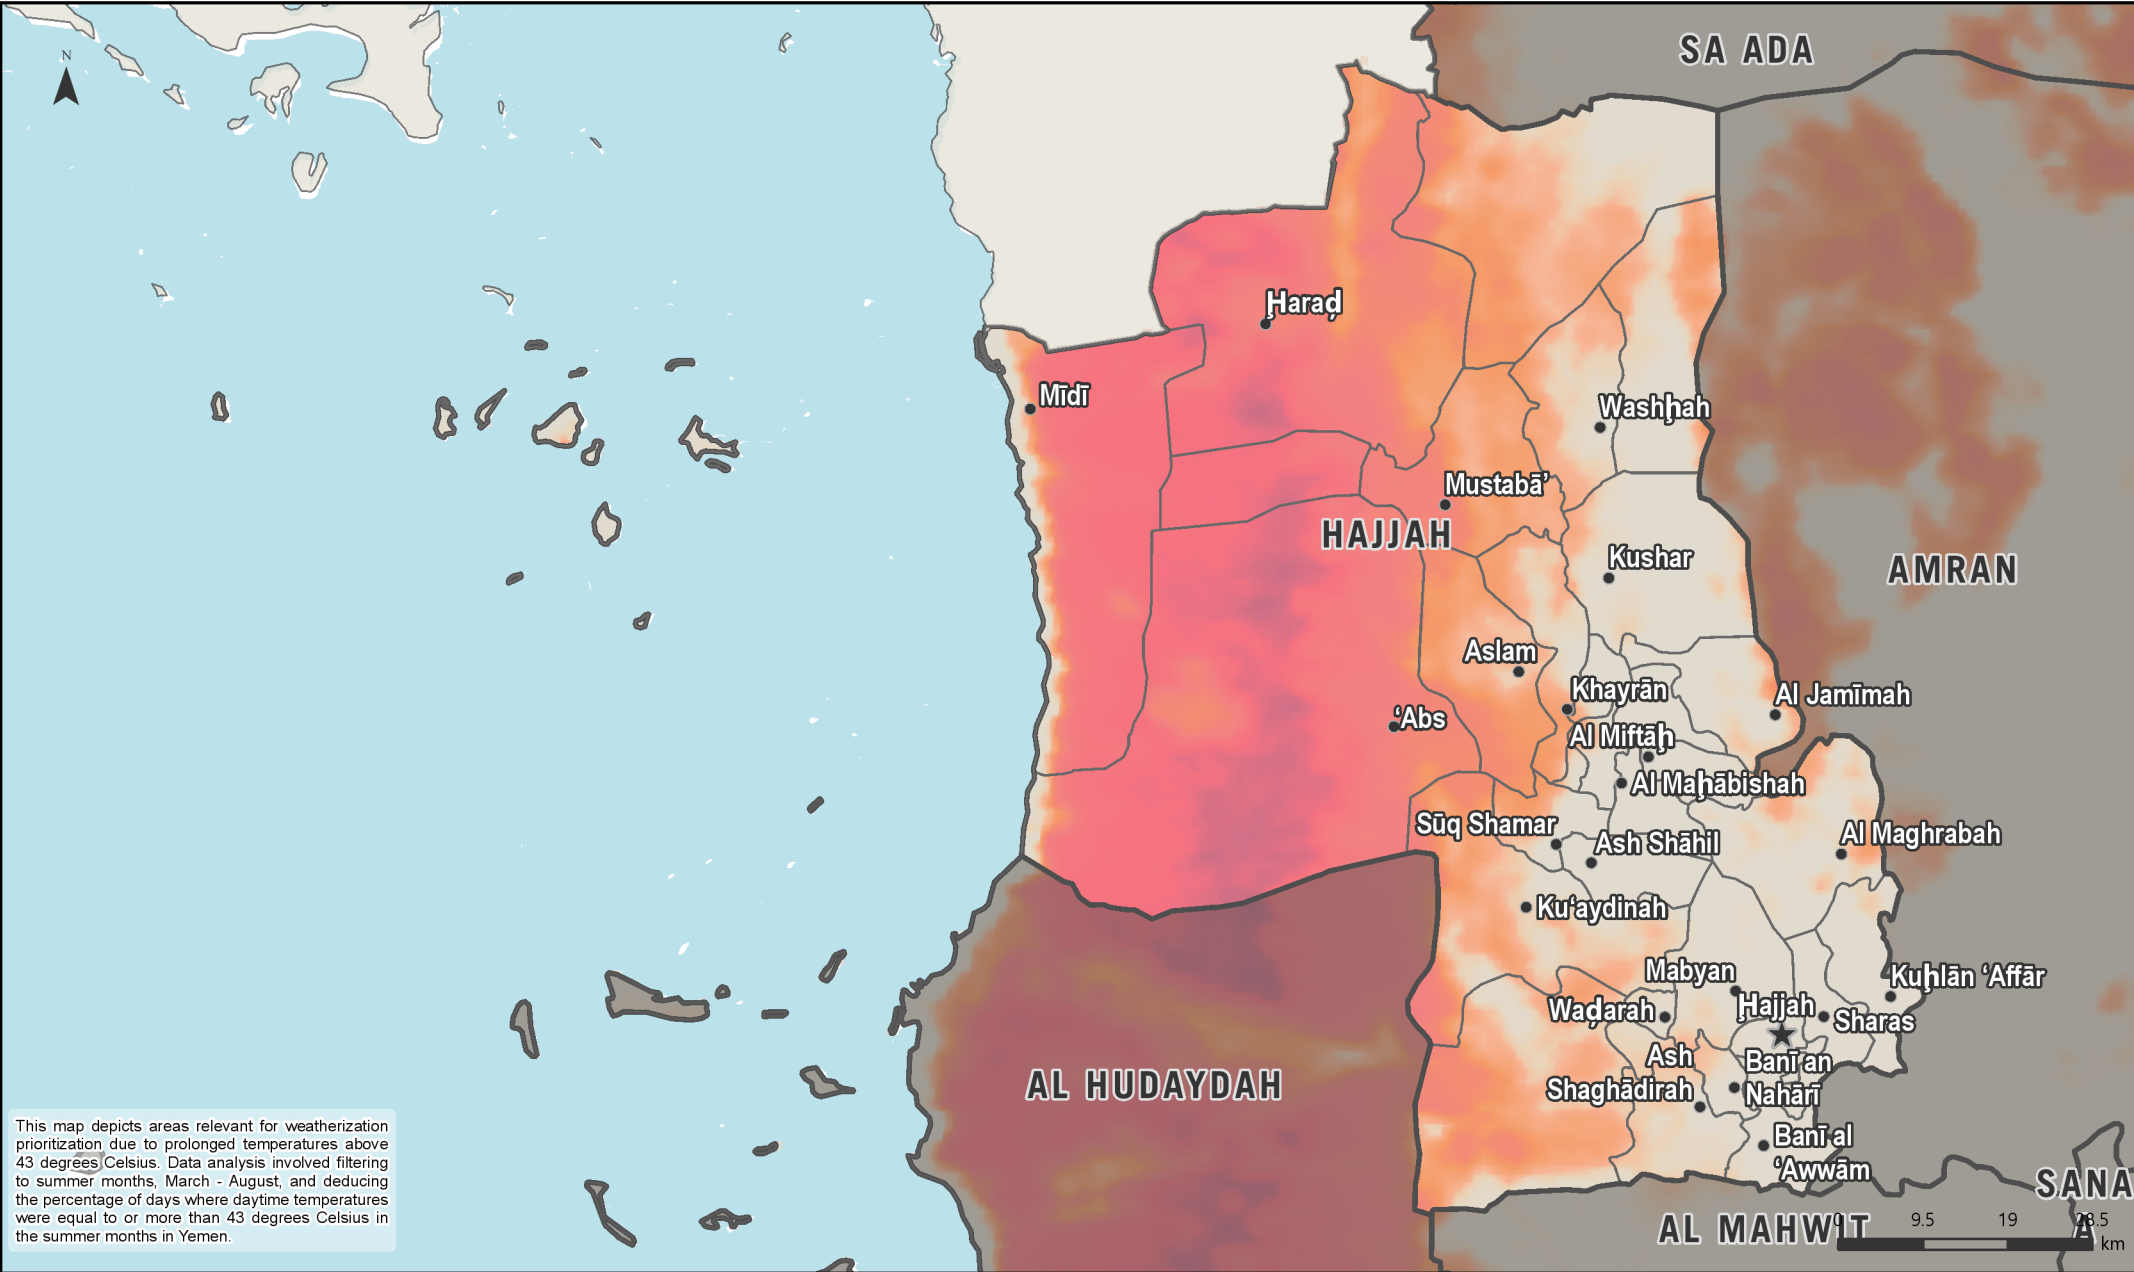 N
SA ADA
Ḩaraḑ
Mīdī
Washḩah
Mustabā’
HAJJAH
Kushar
AMRAN
Aslam
Khayrān
Al Jamīmah
‘Abs
Al Miftāḩ
Al Maḩābishah
Sūq Shamar
Ash Shāhil
Al Maghrabah
Ku‘aydinah
Mabyan
Kuḩlān ‘Affār
Waḑarah
Ḩajjah
Sharas
Ash
Shaghādirah
Banī an
Nahārī
AL HUDAYDAH
Banī al
‘Awwām
This map depicts areas relevant for weatherization
prioritization due to prolonged temperatures above
43 degrees Celsius. Data analysis involved filtering
to summer months, March - August, and deducing
the percentage of days where daytime temperatures
were equal to or more than 43 degrees Celsius in
the summer months in Yemen.
SANA
A
AL MAHWIT
0 9.5 19 28.5
km